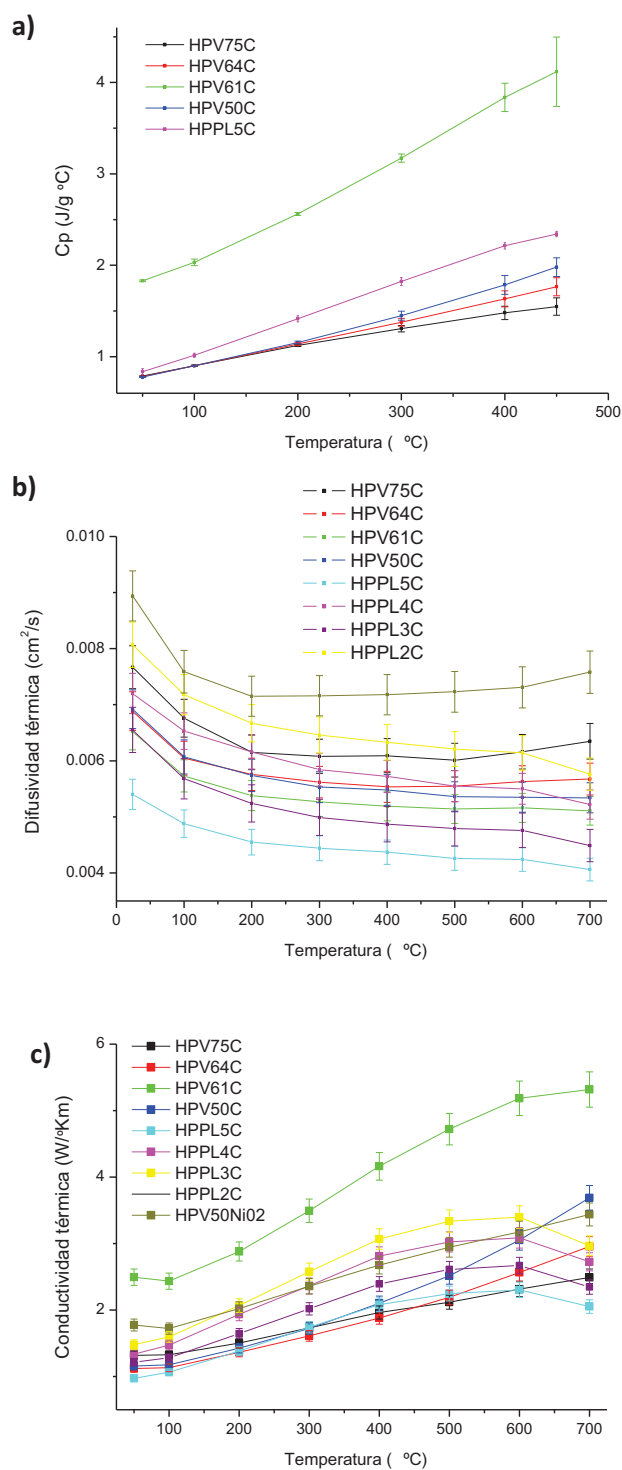 a)
HPV75C
HPV64C
HPV61C
HPV50C
HPPL5C
4
3
2
1
Cp (J/g ºC)
100 200 300 400 500
Temperatura ( ºC)
b)
HPV75C
HPV64C
HPV61C
HPV50C
HPPL5C
HPPL4C
HPPL3C
HPPL2C
0.010
0.008
0.006
0.004
Difusividad térmica (cm²/s)
0 100 200 300 400 500 600 700
Temperatura ( ºC)
c)
HPV75C
HPV64C
HPV61C
HPV50C
HPPL5C
HPPL4C
HPPL3C
HPPL2C
HPV50Ni02
6
4
2
Conductividad térmica (W/ºKm)
100 200 300 400 500 600 700
Temperatura ( ºC)